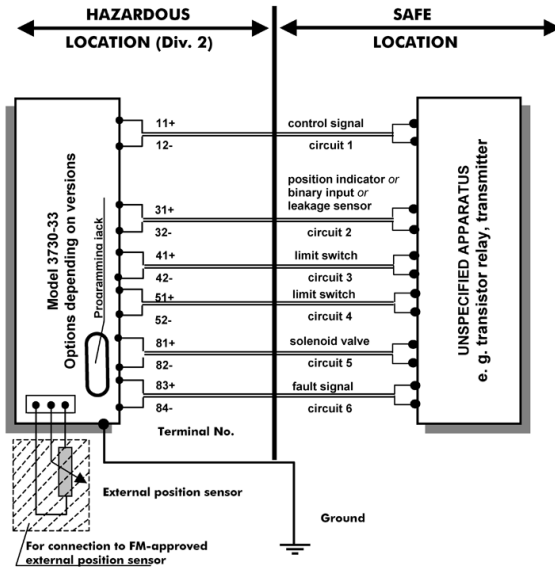 HAZARDOUS
LOCATION (Div. 2)
SAFE
LOCATION
Model 3730-33
Options depending on versions
Programming jack
11+
12-
control signal
circuit 1
position indicator or
binary input or
leakage sensor
31+
32-
circuit 2
41+
42-
limit switch
circuit 3
51+
52-
limit switch
circuit 4
81+
82-
solenoid valve
circuit 5
83+
84-
fault signal
circuit 6
Terminal No.
UNSPECIFIED APPARATUS
e. g. transistor relay, transmitter
External position sensor
Ground
For connection to FM-approved
external position sensor